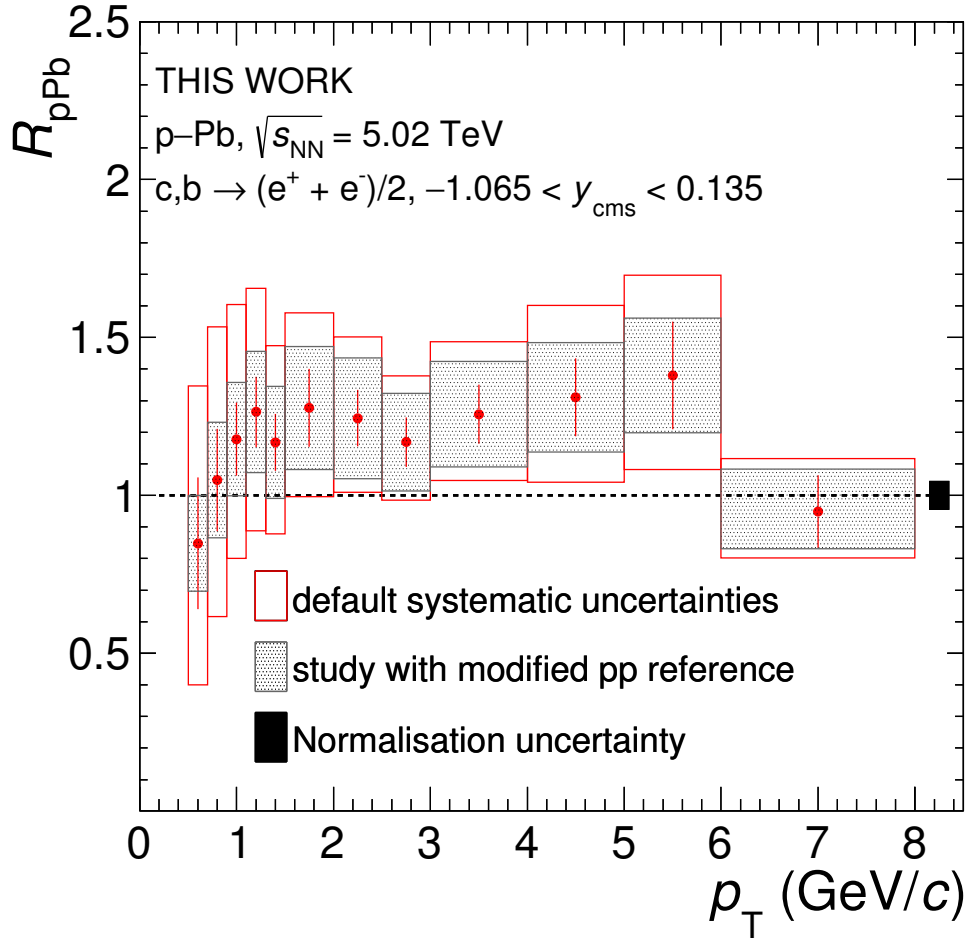 R_pPb
2.5
2
1.5
1
0.5
THIS WORK
p–Pb, √s_NN = 5.02 TeV
c,b → (e⁺ + e⁻)/2, −1.065 < y_cms < 0.135
default systematic uncertainties
study with modified pp reference
Normalisation uncertainty
0 1 2 3 4 5 6 7 8
p_T (GeV/c)